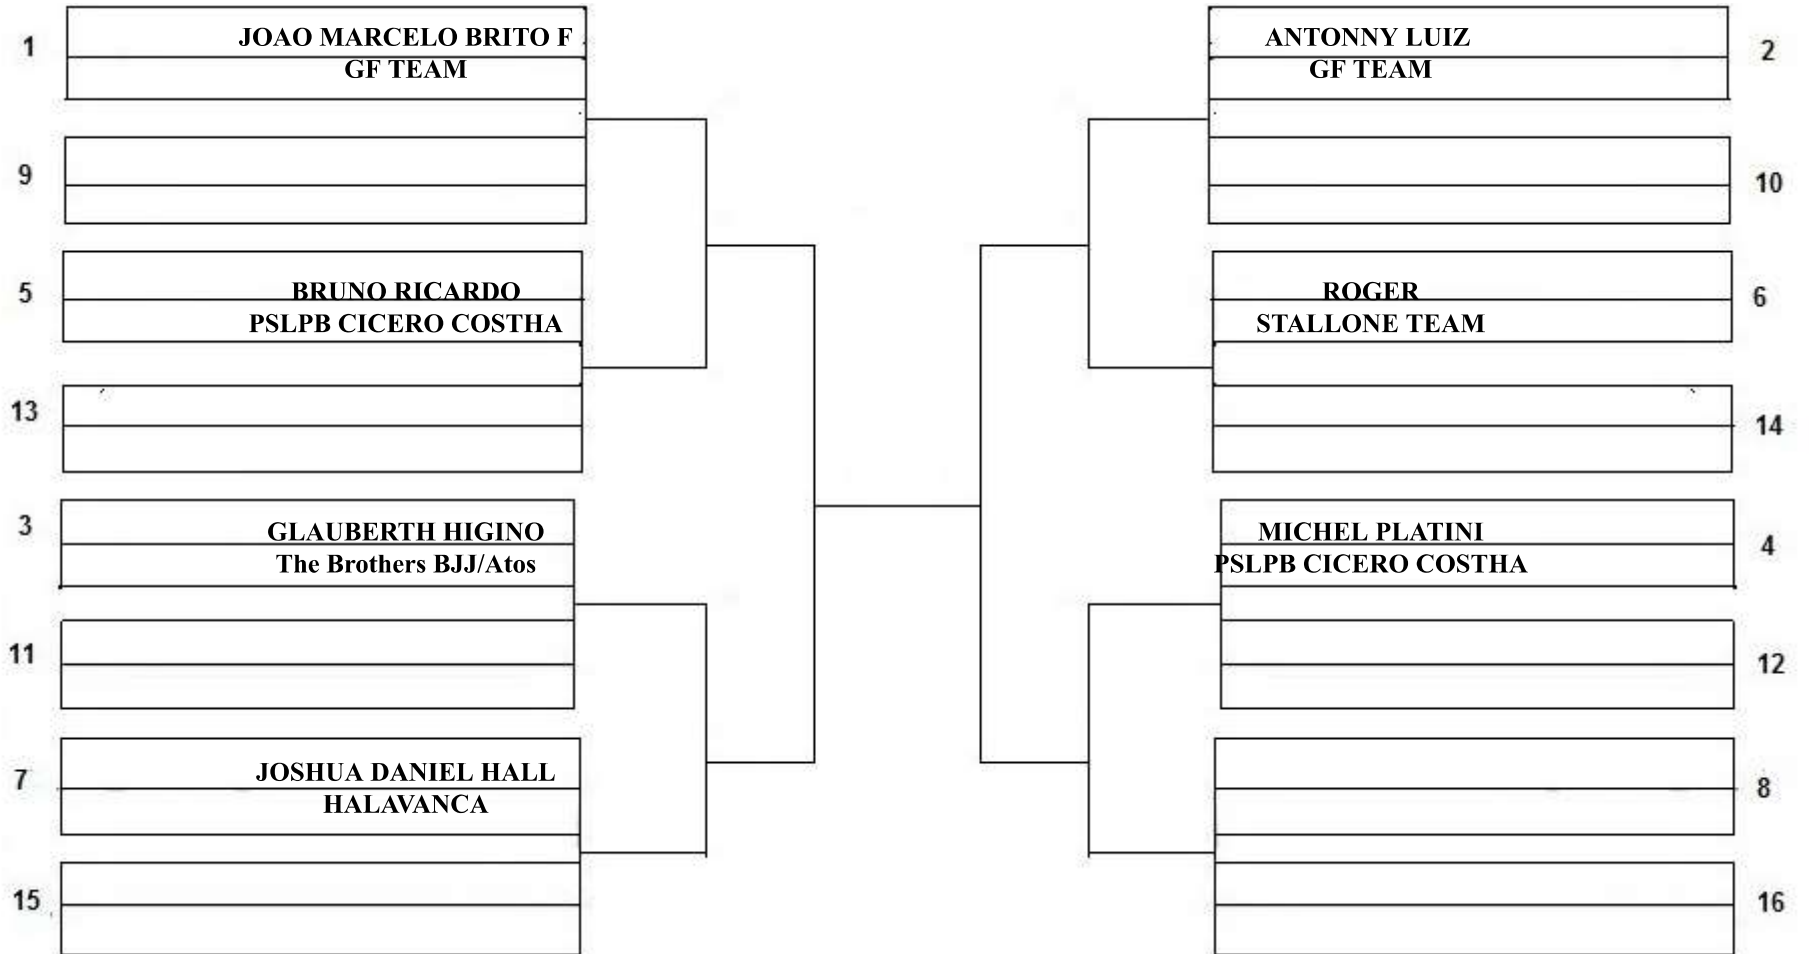 1
JOAO MARCELO BRITO F
GF TEAM
9
5
BRUNO RICARDO
PSLPB CICERO COSTHA
13
3
GLAUBERTH HIGINO
The Brothers BJJ/Atos
11
7
JOSHUA DANIEL HALL
HALAVANCA
15
ANTONNY LUIZ
GF TEAM
2
10
ROGER
STALLONE TEAM
6
14
MICHEL PLATINI
PSLPB CICERO COSTHA
4
12
8
16